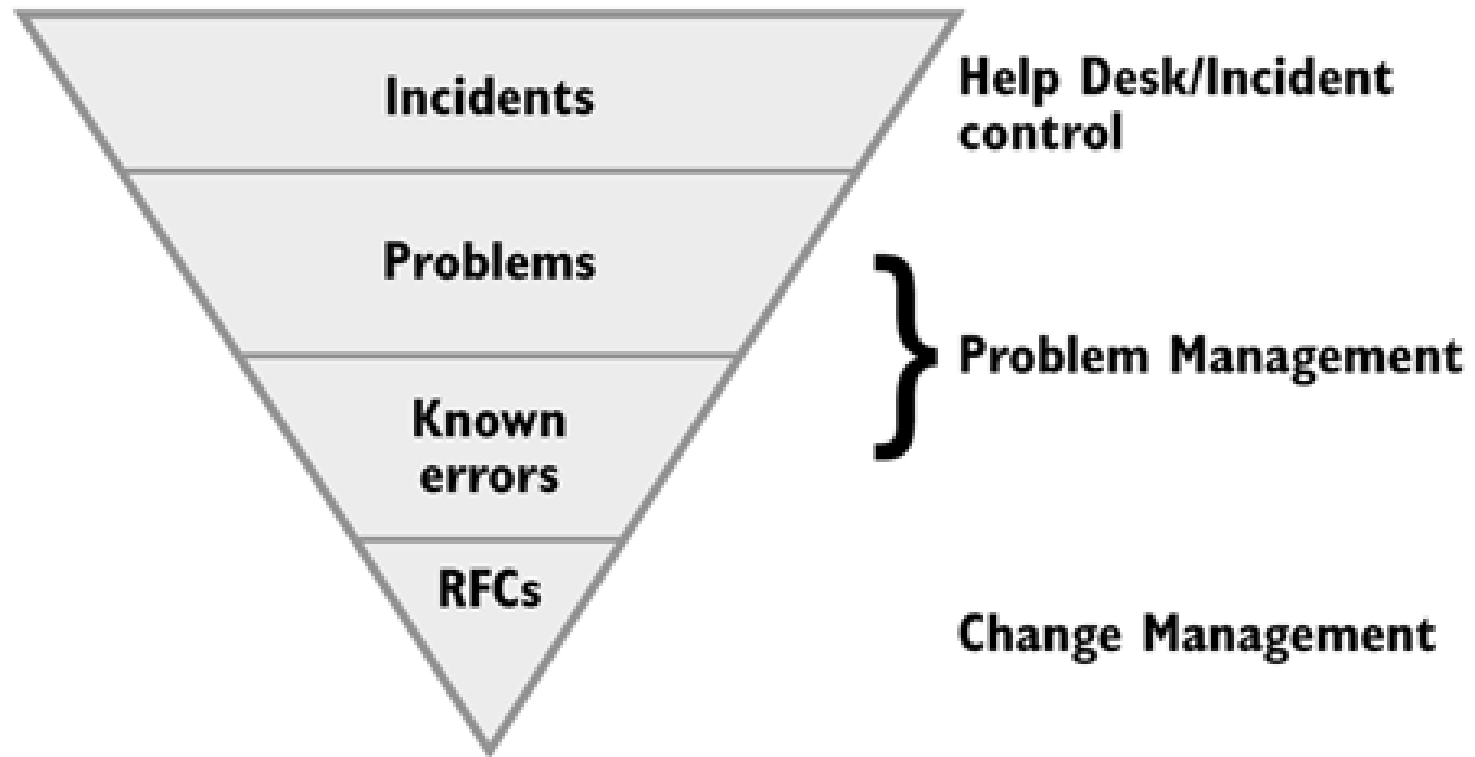 Incidents
Help Desk/Incident
control
Problems
Problem Management
Known
errors
RFCs
Change Management